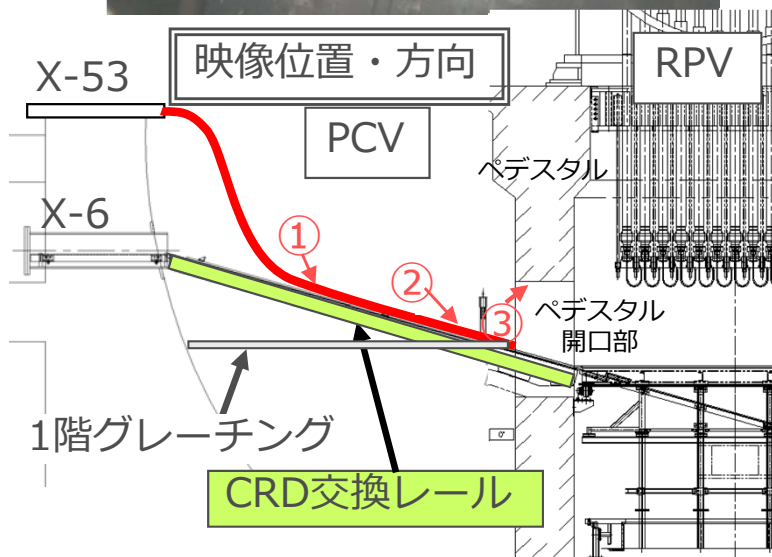 映像位置・方向
RPV
X-53
PCV
ペデスタル
X-6
①
②
③
ペデスタル
開口部
1階グレーチング
0°
CRD交換レール